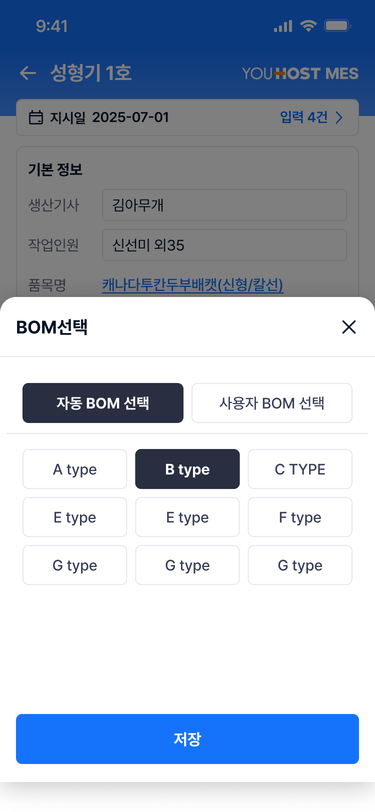 9:41
성형기 1호
YOUHOST MES
지시일 2025-07-01 입력 4건
기본 정보
생산기사 김아무개
작업인원 신선미 외35
품목명 캐나다투칸두부배캣(신형/칼선)
BOM선택
자동 BOM 선택 사용자 BOM 선택
A type B type C TYPE
E type E type F type
G type G type G type
저장